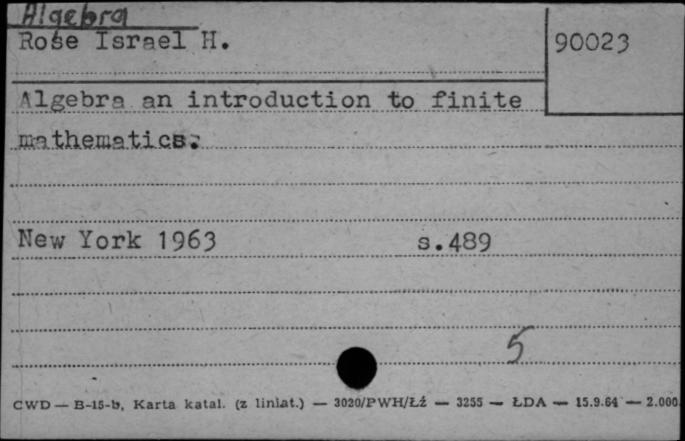 Algebra
Rose Israel H.
90023
Algebra an introduction to finite
mathematics.
New York 1963 s.489
5
CWD — B-15-b, Karta katal. (z liniat.) — 3020/PWH/Łź — 3255 — ŁDA — 15.9.64 — 2.000